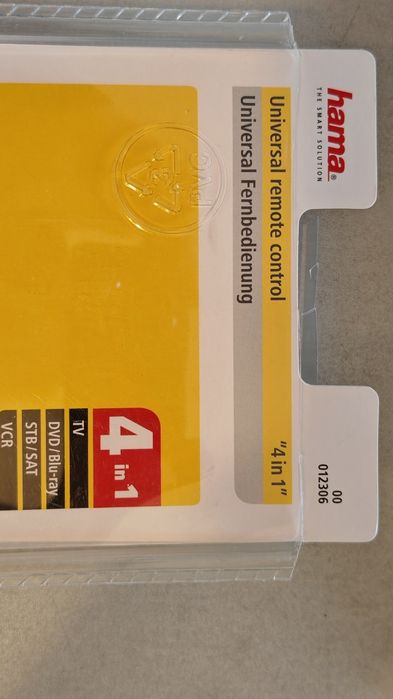 hama®
THE SMART SOLUTION
00
012306
Universal remote control "4 in 1"
Universal Fernbedienung
4 in 1
TV
DVD/Blu-ray
STB/SAT
VCR
PVC